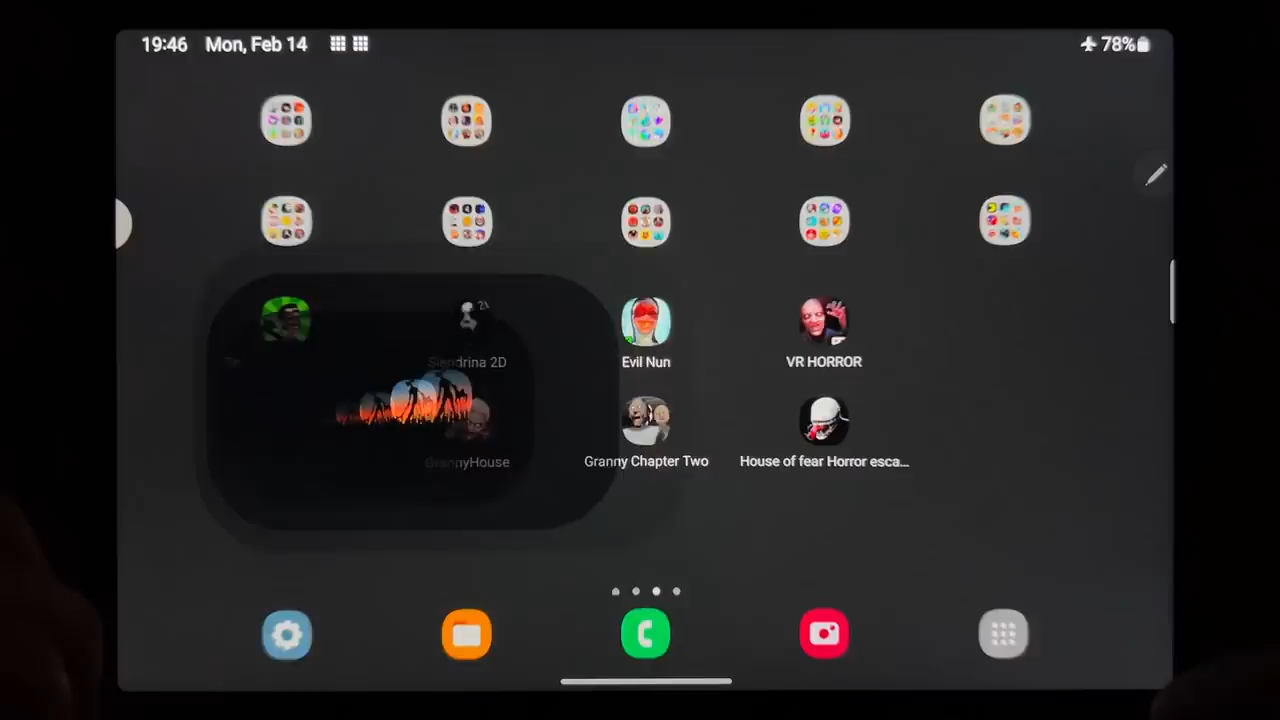 19:46 Mon, Feb 14 78%
Slendrina 2D Evil Nun VR HORROR
GrannyHouse Granny Chapter Two House of fear Horror esca...